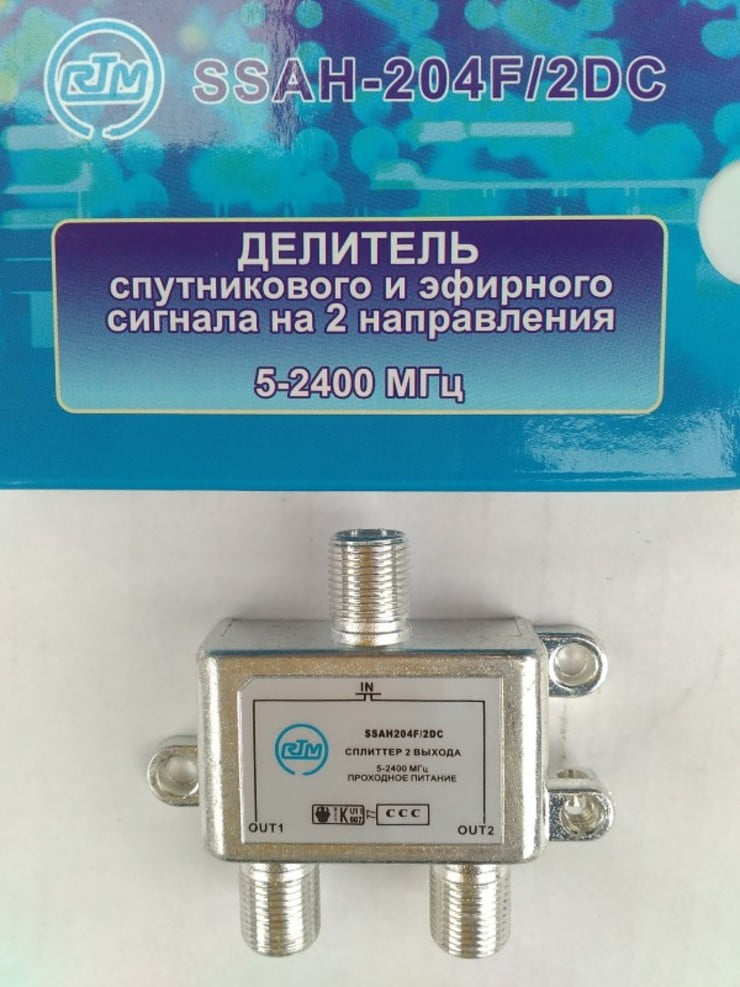 RTM SSAH-204F/2DC
ДЕЛИТЕЛЬ
спутникового и эфирного
сигнала на 2 направления
5-2400 МГц
IN
SSAH204F/2DC
RTM
СПЛИТТЕР 2 ВЫХОДА
5-2400 МГц
ПРОХОДНОЕ ПИТАНИЕ
CCC
OUT1
OUT2